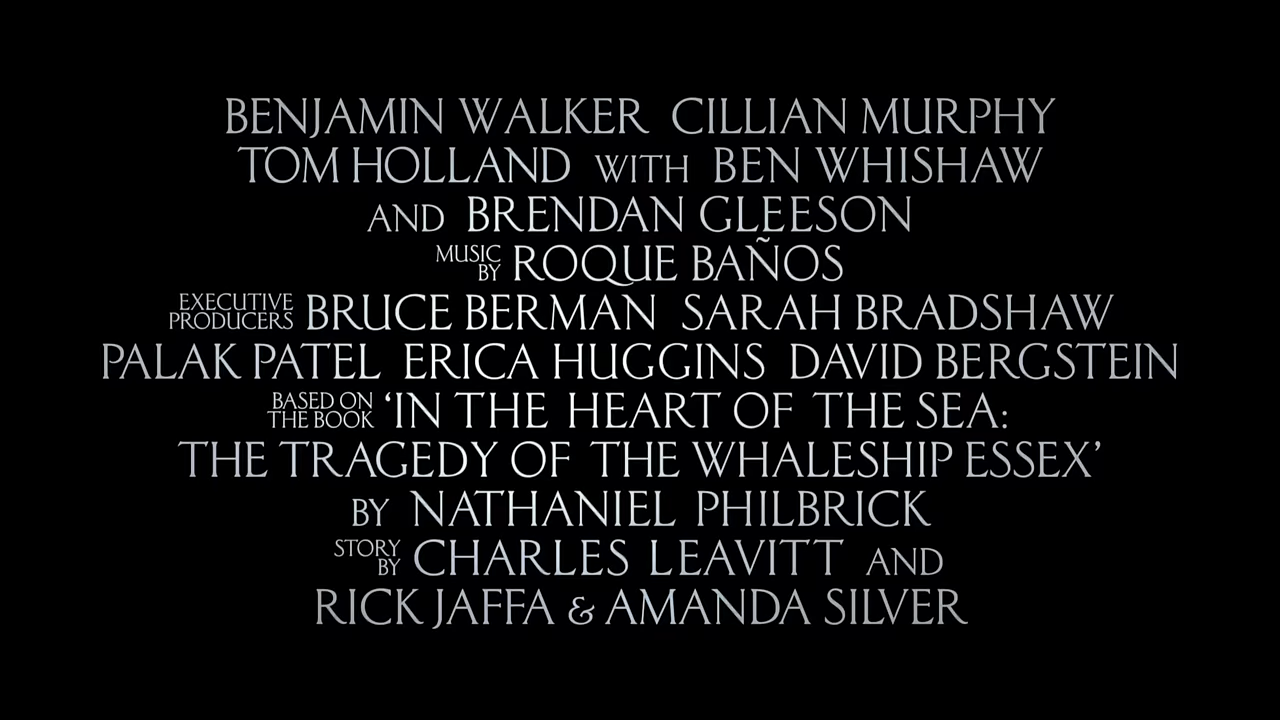 BENJAMIN WALKER CILLIAN MURPHY
TOM HOLLAND WITH BEN WHISHAW
AND BRENDAN GLEESON
MUSIC BY ROQUE BAÑOS
EXECUTIVE PRODUCERS BRUCE BERMAN SARAH BRADSHAW
PALAK PATEL ERICA HUGGINS DAVID BERGSTEIN
BASED ON THE BOOK ‘IN THE HEART OF THE SEA:
THE TRAGEDY OF THE WHALESHIP ESSEX’
BY NATHANIEL PHILBRICK
STORY BY CHARLES LEAVITT AND
RICK JAFFA & AMANDA SILVER